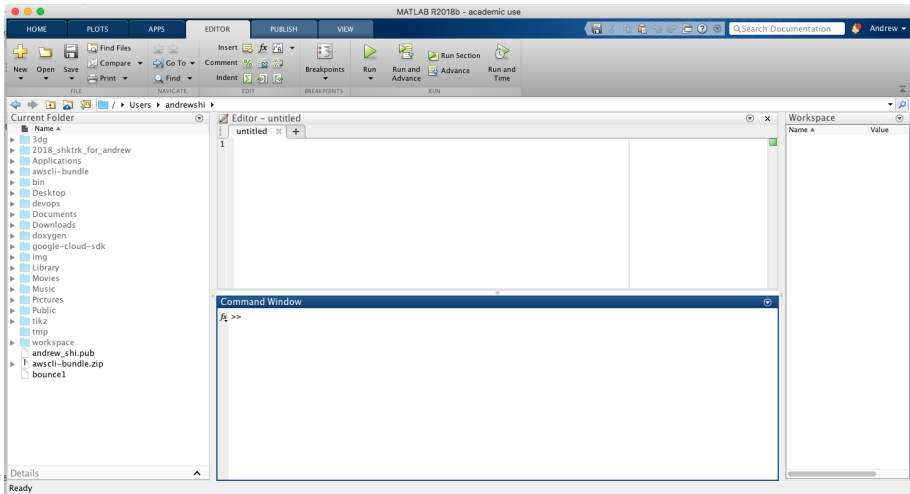 MATLAB R2018b - academic use
HOME PLOTS APPS EDITOR PUBLISH VIEW Search Documentation Andrew
New Open Save Find Files Compare Print Go To Find Insert fx Comment % Indent Breakpoints Run Run and Advance Run Section Advance Run and Time
FILE NAVIGATE EDIT BREAKPOINTS RUN
/ Users andrewshi
Current Folder
Name
3dg
2018_shktrk_for_andrew
Applications
awscli-bundle
bin
Desktop
devops
Documents
Downloads
doxygen
google-cloud-sdk
img
Library
Movies
Music
Pictures
Public
tikz
tmp
workspace
andrew_shi.pub
awscli-bundle.zip
bounce1
Details
Editor - untitled
untitled +
1
Command Window
fx >>
Workspace
Name Value
Ready